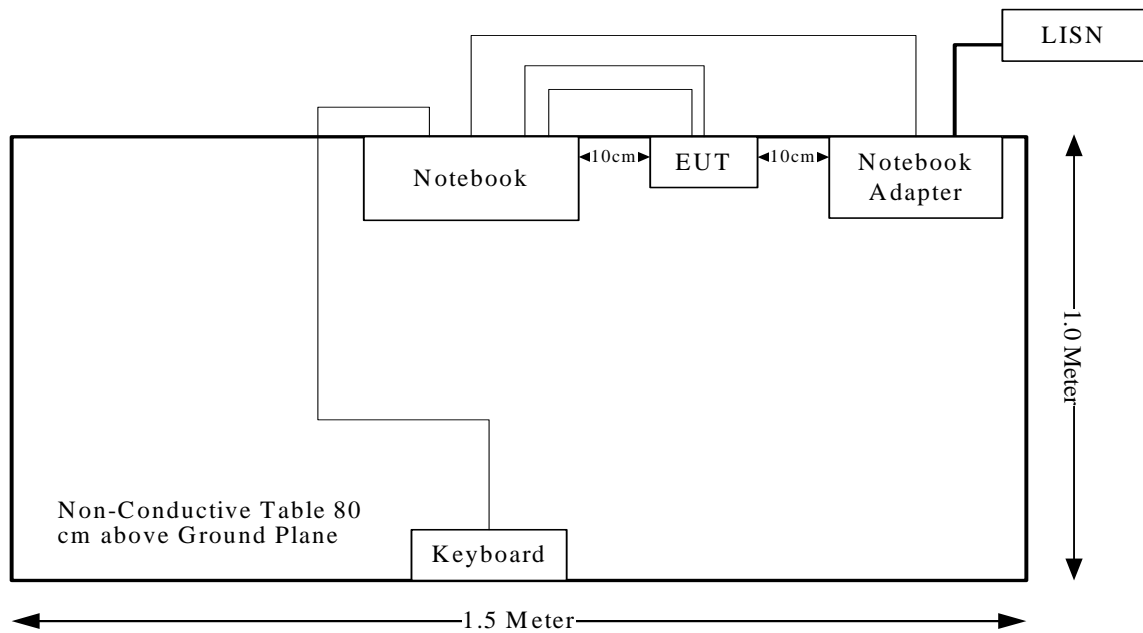 LISN
Notebook
10cm
EUT
10cm
Notebook
Adapter
1.0 Meter
Non-Conductive Table 80
cm above Ground Plane
Keyboard
1.5 Meter